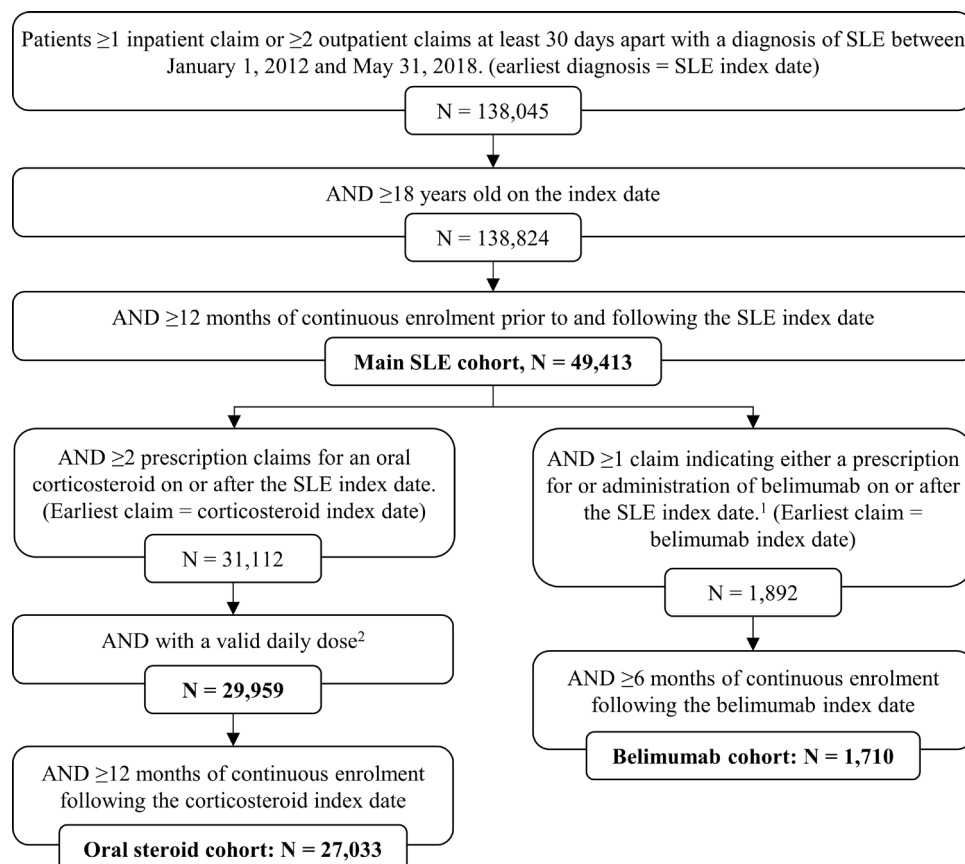 Patients ≥1 inpatient claim or ≥2 outpatient claims at least 30 days apart with a diagnosis of SLE between
January 1, 2012 and May 31, 2018. (earliest diagnosis = SLE index date)
N = 138,045
AND ≥18 years old on the index date
N = 138,824
AND ≥12 months of continuous enrolment prior to and following the SLE index date
Main SLE cohort, N = 49,413
AND ≥2 prescription claims for an oral
corticosteroid on or after the SLE index date.
(Earliest claim = corticosteroid index date)
N = 31,112
AND with a valid daily dose²
N = 29,959
AND ≥12 months of continuous enrolment
following the corticosteroid index date
Oral steroid cohort: N = 27,033
AND ≥1 claim indicating either a prescription
for or administration of belimumab on or after
the SLE index date.¹ (Earliest claim =
belimumab index date)
N = 1,892
AND ≥6 months of continuous enrolment
following the belimumab index date
Belimumab cohort: N = 1,710